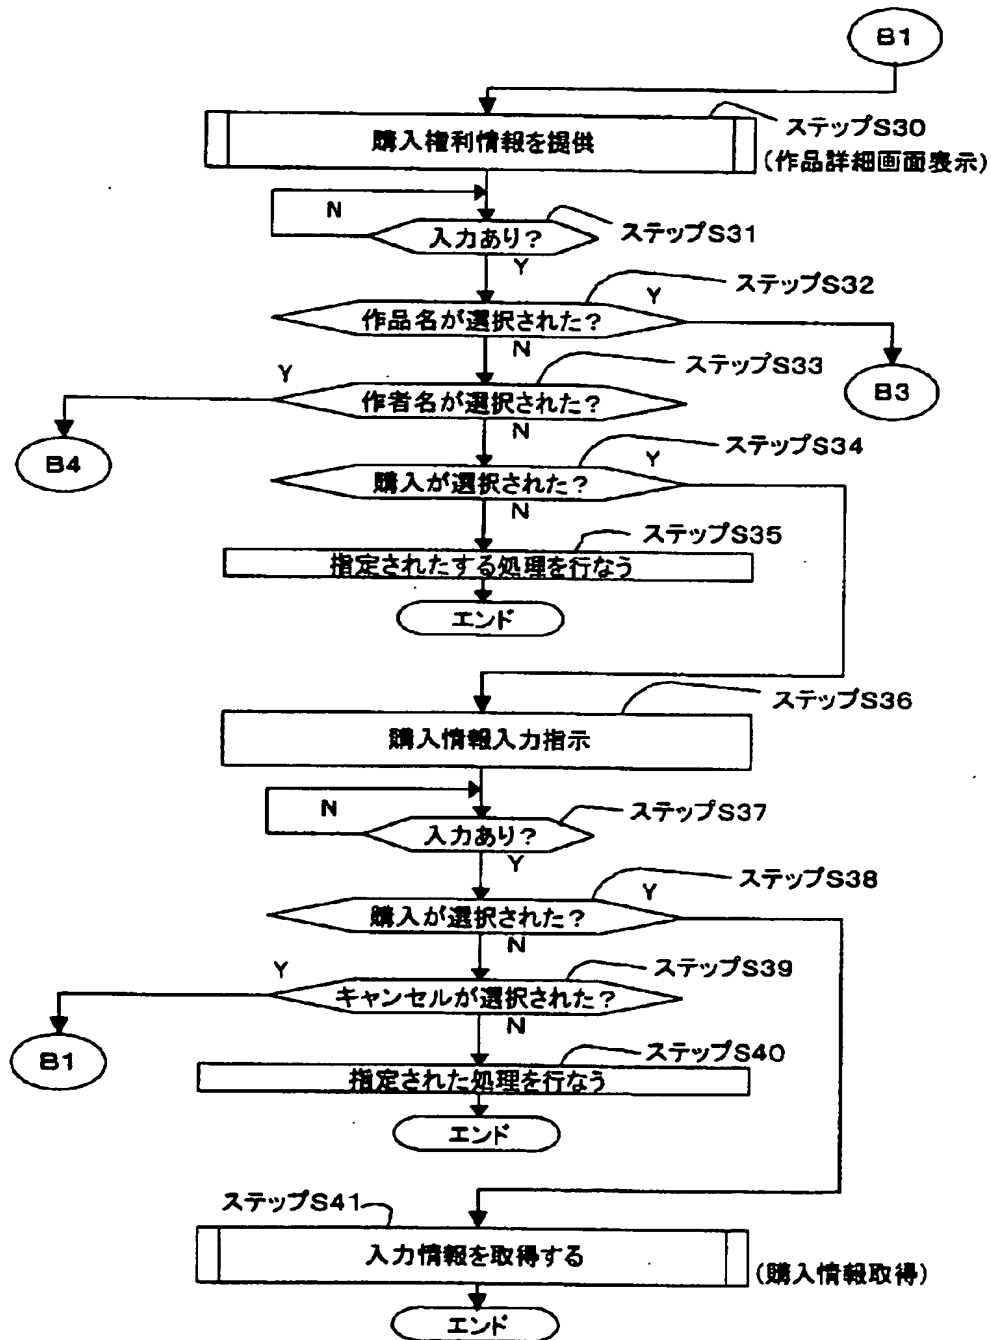 B1
購入権利情報を提供
ステップS30
(作品詳細画面表示)
N
入力あり?
ステップS31
Y
ステップS32
作品名が選択された?
Y
N
ステップS33
B3
Y
作者名が選択された?
N
B4
ステップS34
購入が選択された?
Y
N
ステップS35
指定されたする処理を行なう
エンド
ステップS36
購入情報入力指示
N
ステップS37
入力あり?
Y
ステップS38
購入が選択された?
Y
N
ステップS39
Y
キャンセルが選択された?
N
B1
ステップS40
指定された処理を行なう
エンド
ステップS41
入力情報を取得する
(購入情報取得)
エンド